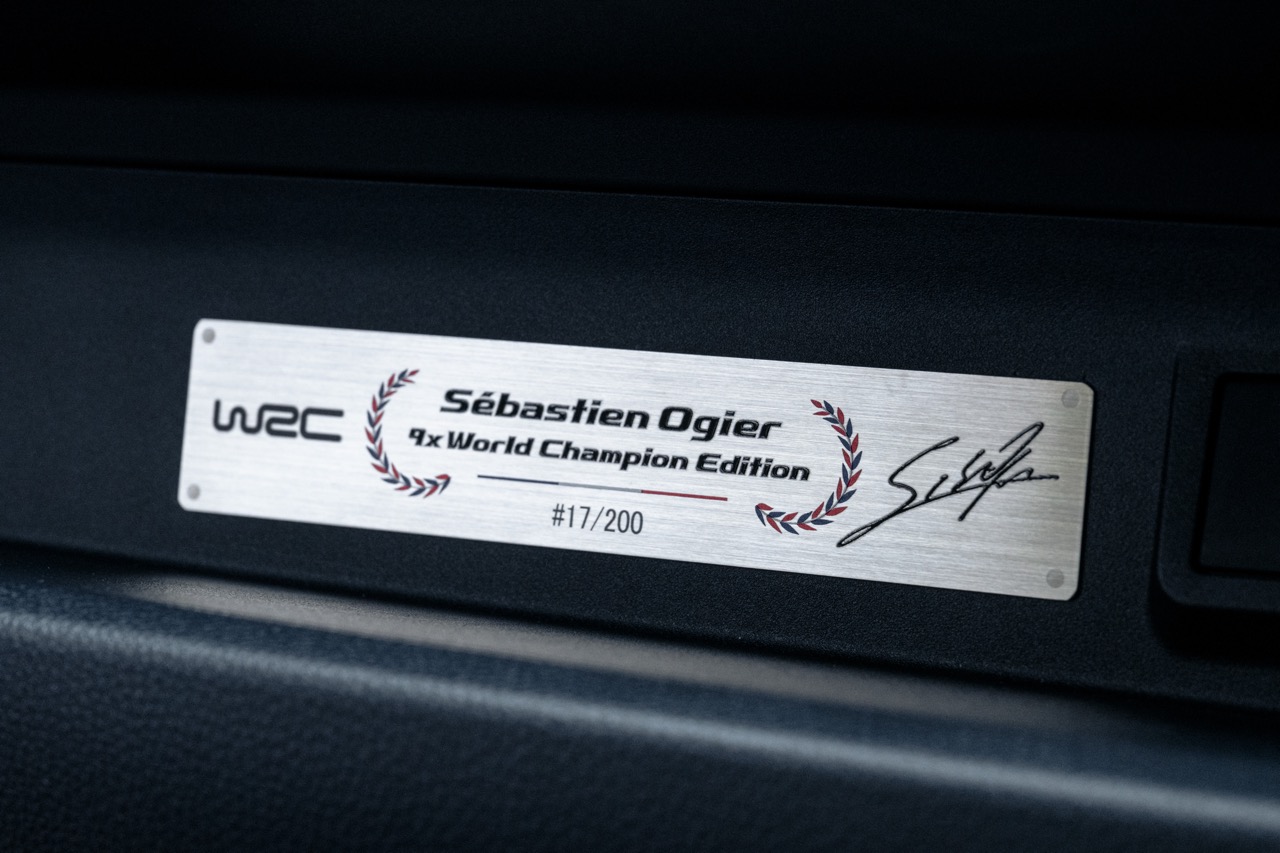 WRC
Sébastien Ogier
9x World Champion Edition
#17/200